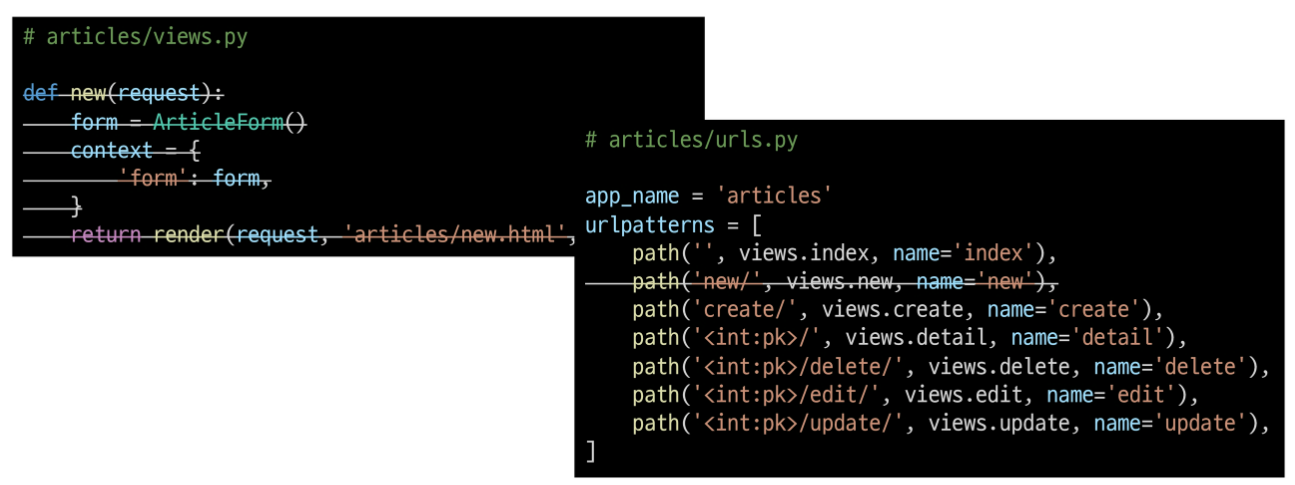 # articles/views.py
def new(request):
    form = ArticleForm()
    context = {
        'form': form,
    }
    return render(request, 'articles/new.html',
# articles/urls.py
app_name = 'articles'
urlpatterns = [
    path('', views.index, name='index'),
    path('new/', views.new, name='new'),
    path('create/', views.create, name='create'),
    path('<int:pk>/', views.detail, name='detail'),
    path('<int:pk>/delete/', views.delete, name='delete'),
    path('<int:pk>/edit/', views.edit, name='edit'),
    path('<int:pk>/update/', views.update, name='update'),
]